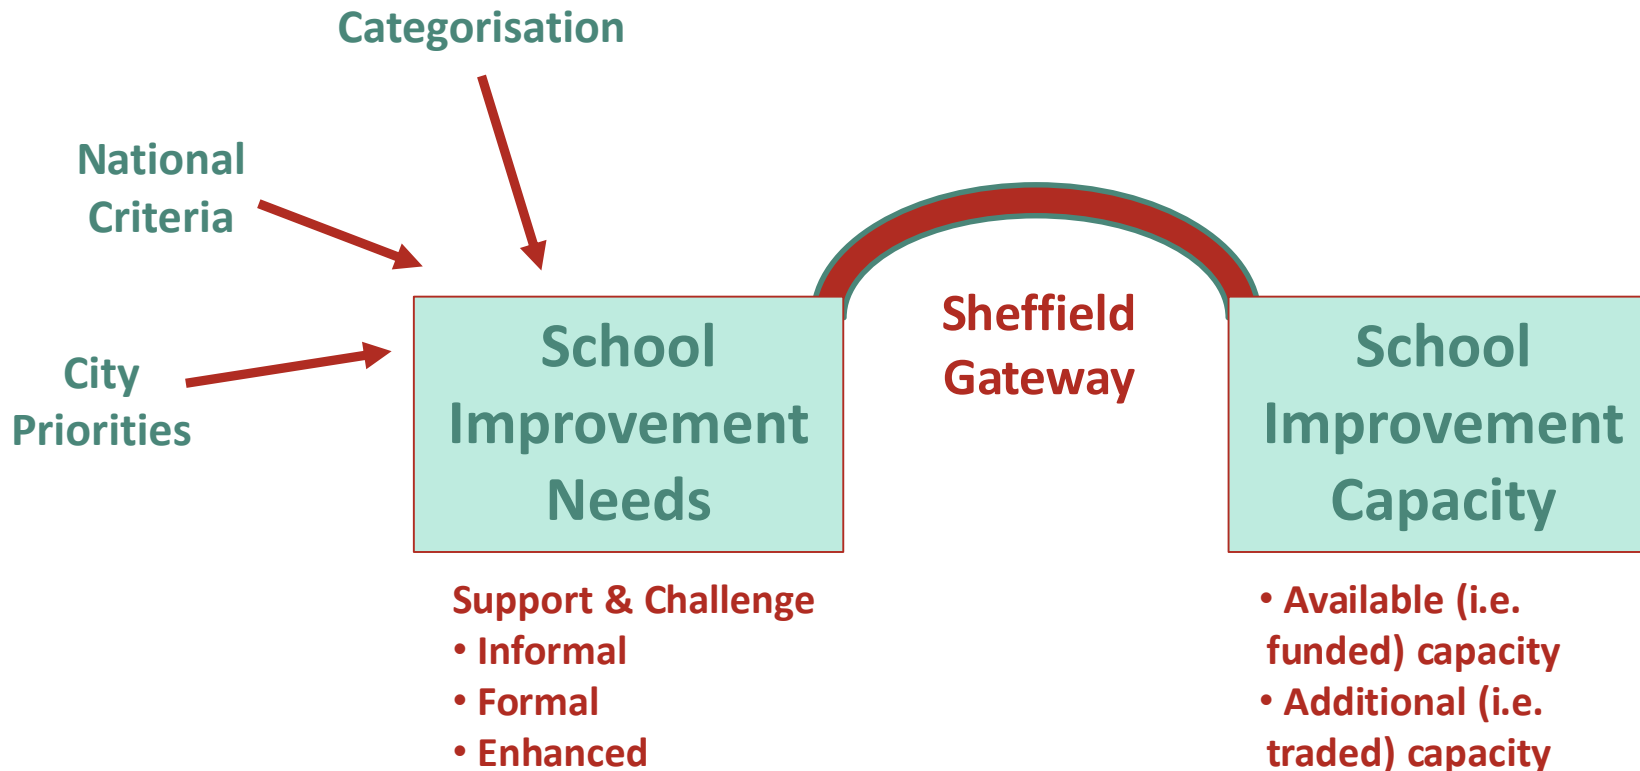 Categorisation
National
Criteria
City
Priorities
School
Improvement
Needs
Sheffield
Gateway
School
Improvement
Capacity
Support & Challenge
• Informal
• Formal
• Enhanced
• Available (i.e.
funded) capacity
• Additional (i.e.
traded) capacity